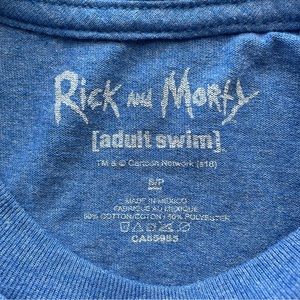 Rick and Morty
[adult swim]
TM & © Cartoon Network (s18)
S/P
MADE IN MEXICO
FABRIQUÉ AU MEXIQUE
50% COTTON/COTON / 50% POLYESTER